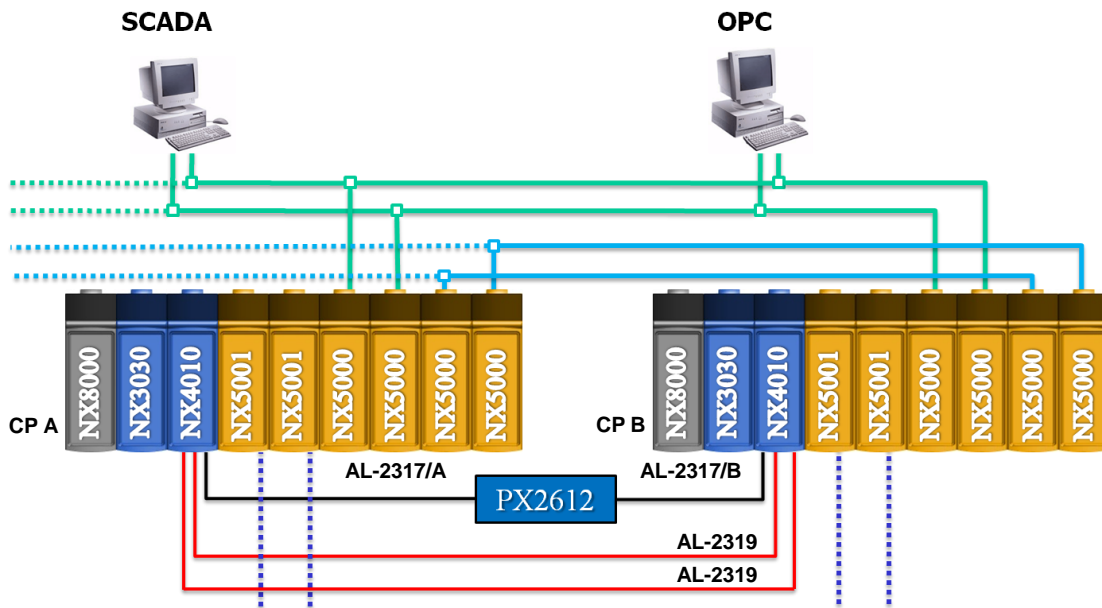 SCADA
OPC
CP A
NX8000
NX3030
NX4010
NX5001
NX5001
NX5000
NX5000
NX5000
NX5000
CP B
NX8000
NX3030
NX4010
NX5001
NX5001
NX5000
NX5000
NX5000
NX5000
AL-2317/A
AL-2317/B
PX2612
AL-2319
AL-2319